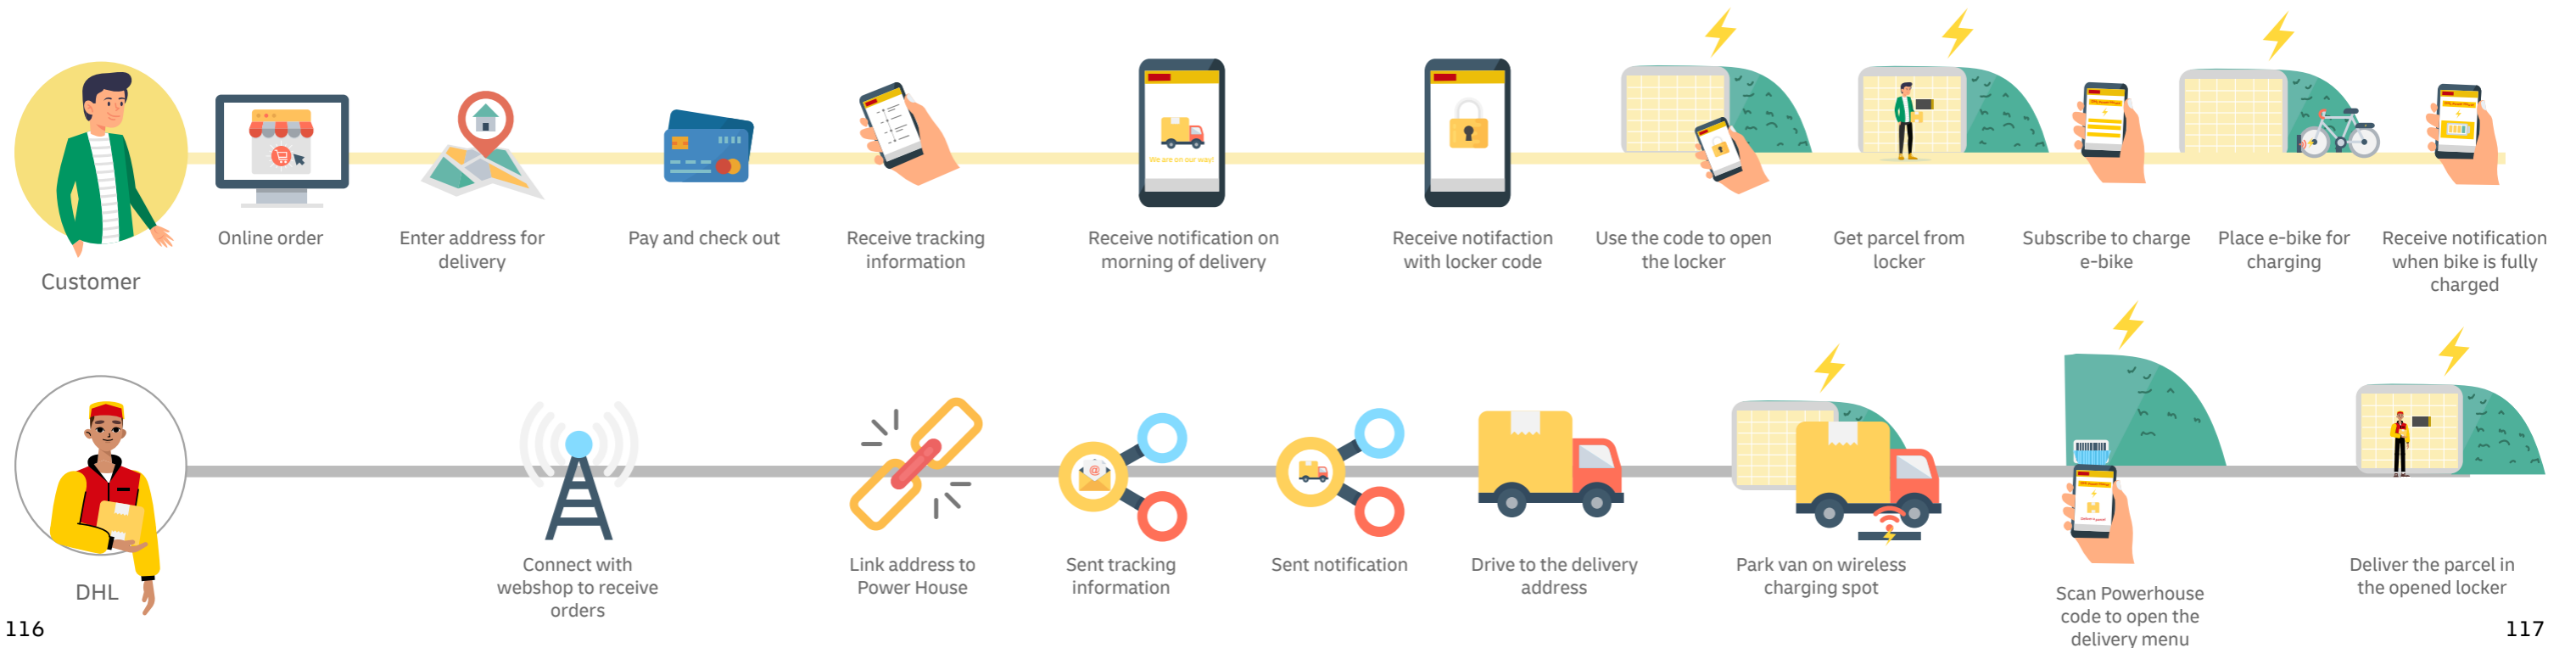 We are on our way!
Customer
Online order
Enter address for
delivery
Pay and check out
Receive tracking
information
Receive notification on
morning of delivery
Receive notifaction
with locker code
Use the code to open
the locker
Get parcel from
locker
Subscribe to charge
e-bike
Place e-bike for
charging
Receive notification
when bike is fully
charged
DHL
Connect with
webshop to receive
orders
Link address to
Power House
Sent tracking
information
Sent notification
Drive to the delivery
address
Park van on wireless
charging spot
Scan Powerhouse
code to open the
delivery menu
Deliver the parcel in
the opened locker
116
117